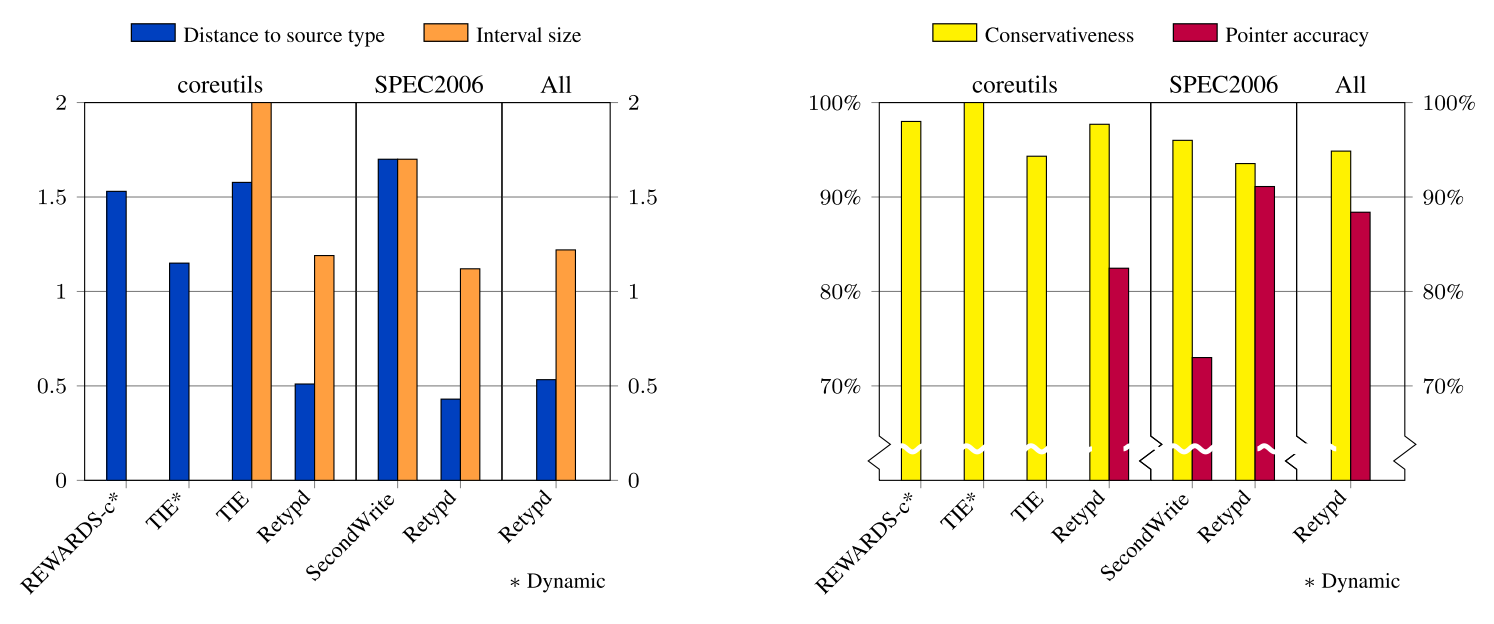 Distance to source type Interval size
coreutils SPEC2006 All
2 2
1.5 1.5
1 1
0.5 0.5
0 0
REWARDS-c* TIE* TIE Retypd SecondWrite Retypd Retypd
* Dynamic
Conservativeness Pointer accuracy
coreutils SPEC2006 All
100% 100%
90% 90%
80% 80%
70% 70%
REWARDS-c* TIE* TIE Retypd SecondWrite Retypd Retypd
* Dynamic